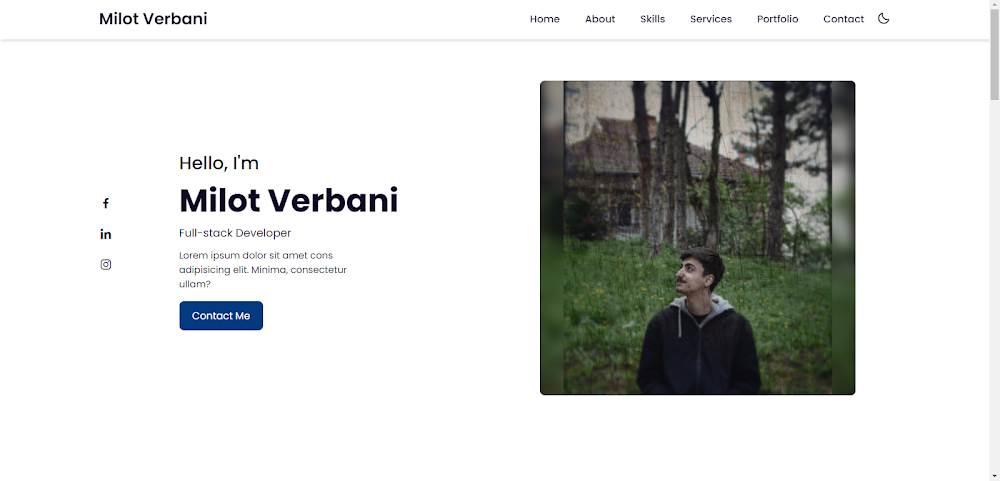 Milot Verbani
Home About Skills Services Portfolio Contact
Hello, I'm
Milot Verbani
Full-stack Developer
Lorem ipsum dolor sit amet cons
adipisicing elit. Minima, consectetur
ullam?
Contact Me